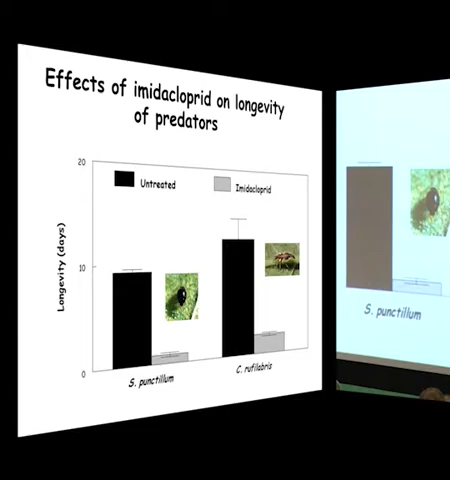 Effects of imidacloprid on longevity
of predators
20
Untreated
Imidacloprid
Longevity (days)
10
0
S. punctillum
C. rufilabris
S. punctillum